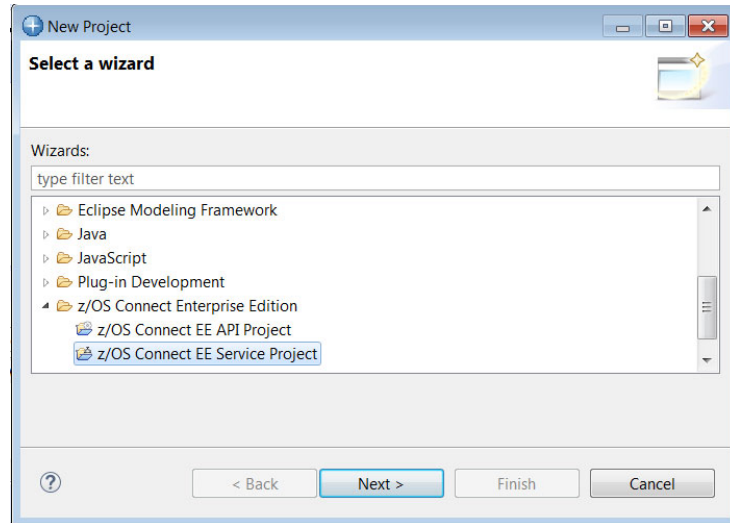 New Project
Select a wizard
Wizards:
type filter text
Eclipse Modeling Framework
Java
JavaScript
Plug-in Development
z/OS Connect Enterprise Edition
z/OS Connect EE API Project
z/OS Connect EE Service Project
< Back Next > Finish Cancel